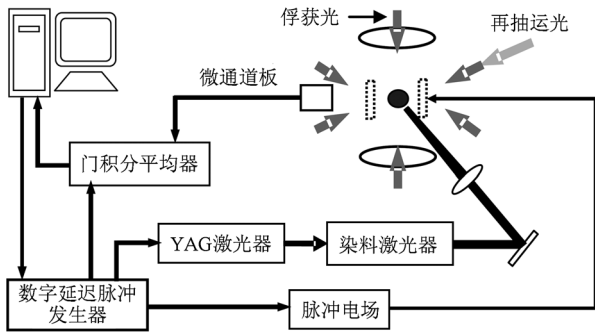 俘获光
再抽运光
微通道板
门积分平均器
YAG激光器
染料激光器
数字延迟脉冲
发生器
脉冲电场